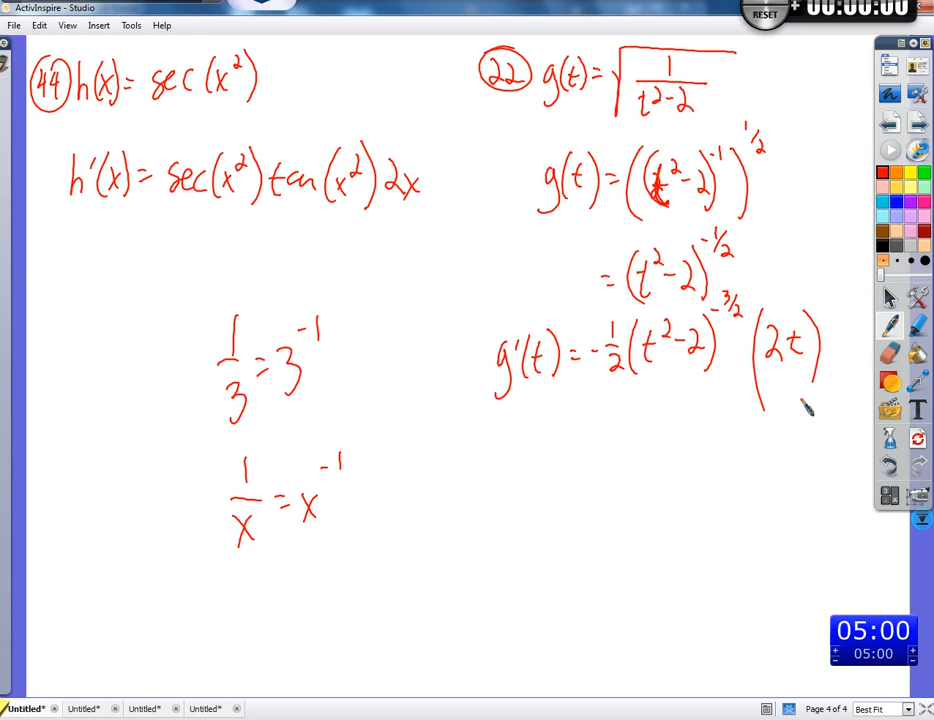 ActivInspire - Studio
File Edit View Insert Tools
RESET
00:00:00
44 h(x) = sec(x²)
h'(x) = sec(x²) tan(x²) 2x
1/3 = 3⁻¹
1/x = x⁻¹
22 g(t) = √(1/(t²-2))
g(t) = ((t²-2)⁻¹)^1/2
= (t²-2)^-1/2
g'(t) = -1/2 (t²-2)^-3/2 (2t)
05:00
05:00
Untitled* Untitled* Untitled* Untitled*
Page 4 of 4 Best Fit